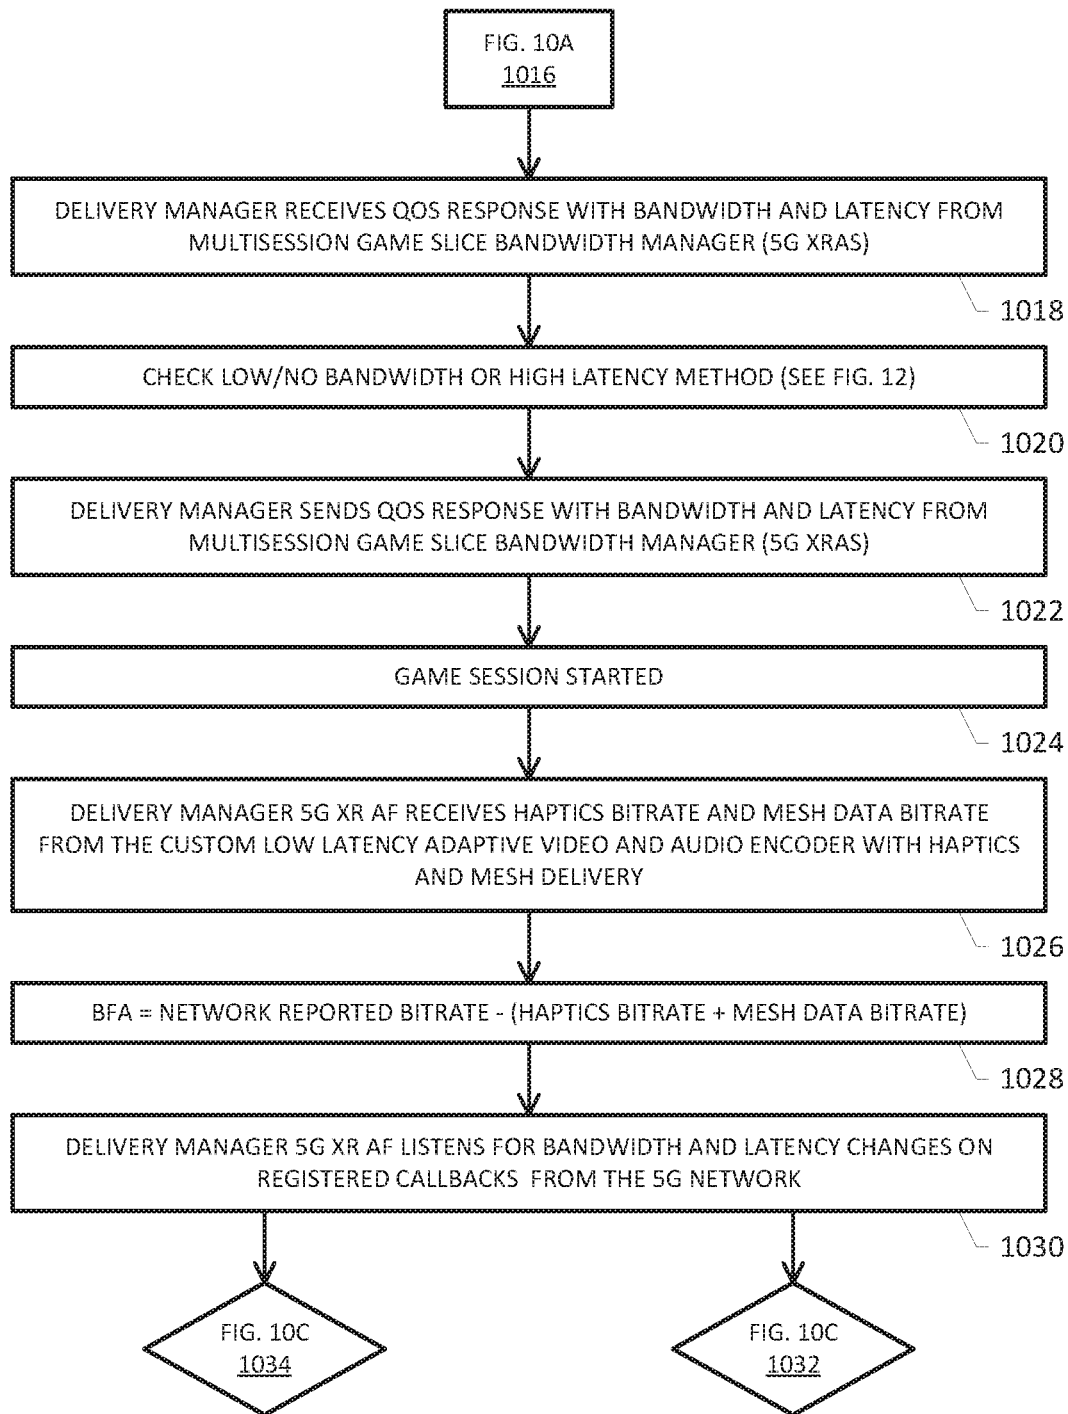 FIG. 10A
1016
DELIVERY MANAGER RECEIVES QOS RESPONSE WITH BANDWIDTH AND LATENCY FROM
MULTISESSION GAME SLICE BANDWIDTH MANAGER (5G XRAS)
1018
CHECK LOW/NO BANDWIDTH OR HIGH LATENCY METHOD (SEE FIG. 12)
1020
DELIVERY MANAGER SENDS QOS RESPONSE WITH BANDWIDTH AND LATENCY FROM
MULTISESSION GAME SLICE BANDWIDTH MANAGER (5G XRAS)
1022
GAME SESSION STARTED
1024
DELIVERY MANAGER 5G XR AF RECEIVES HAPTICS BITRATE AND MESH DATA BITRATE
FROM THE CUSTOM LOW LATENCY ADAPTIVE VIDEO AND AUDIO ENCODER WITH HAPTICS
AND MESH DELIVERY
1026
BFA = NETWORK REPORTED BITRATE - (HAPTICS BITRATE + MESH DATA BITRATE)
1028
DELIVERY MANAGER 5G XR AF LISTENS FOR BANDWIDTH AND LATENCY CHANGES ON
REGISTERED CALLBACKS FROM THE 5G NETWORK
1030
FIG. 10C
1034
FIG. 10C
1032